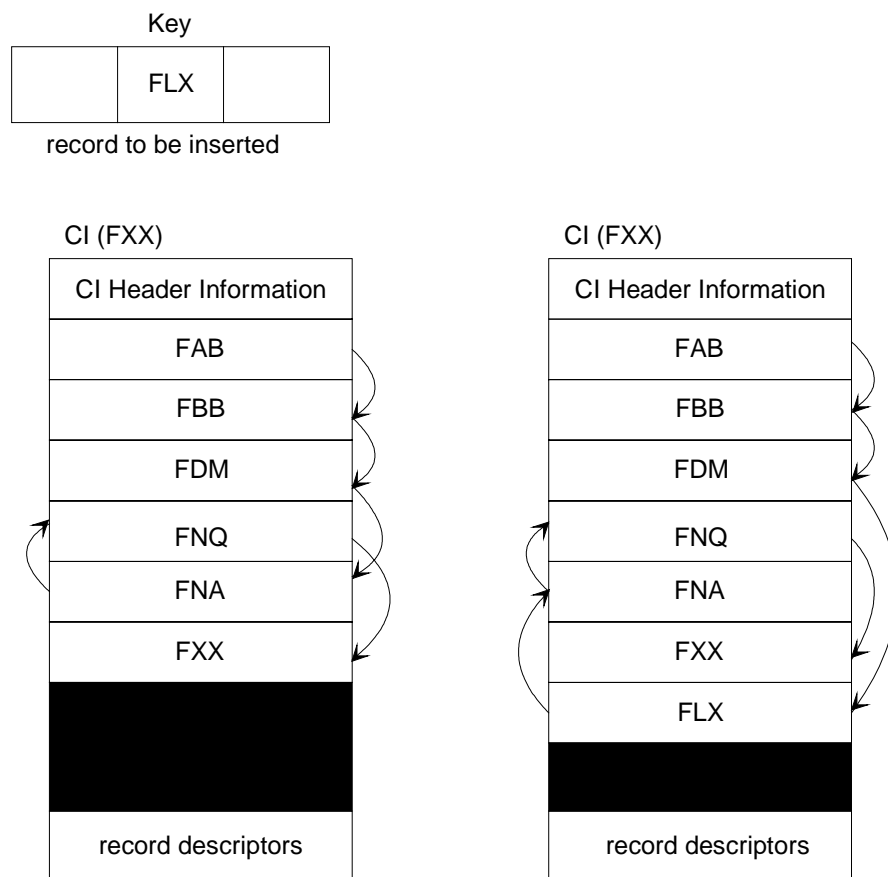 Key
FLX
record to be inserted
CI (FXX)
CI Header Information
FAB
FBB
FDM
FNQ
FNA
FXX
record descriptors
CI (FXX)
CI Header Information
FAB
FBB
FDM
FNQ
FNA
FXX
FLX
record descriptors